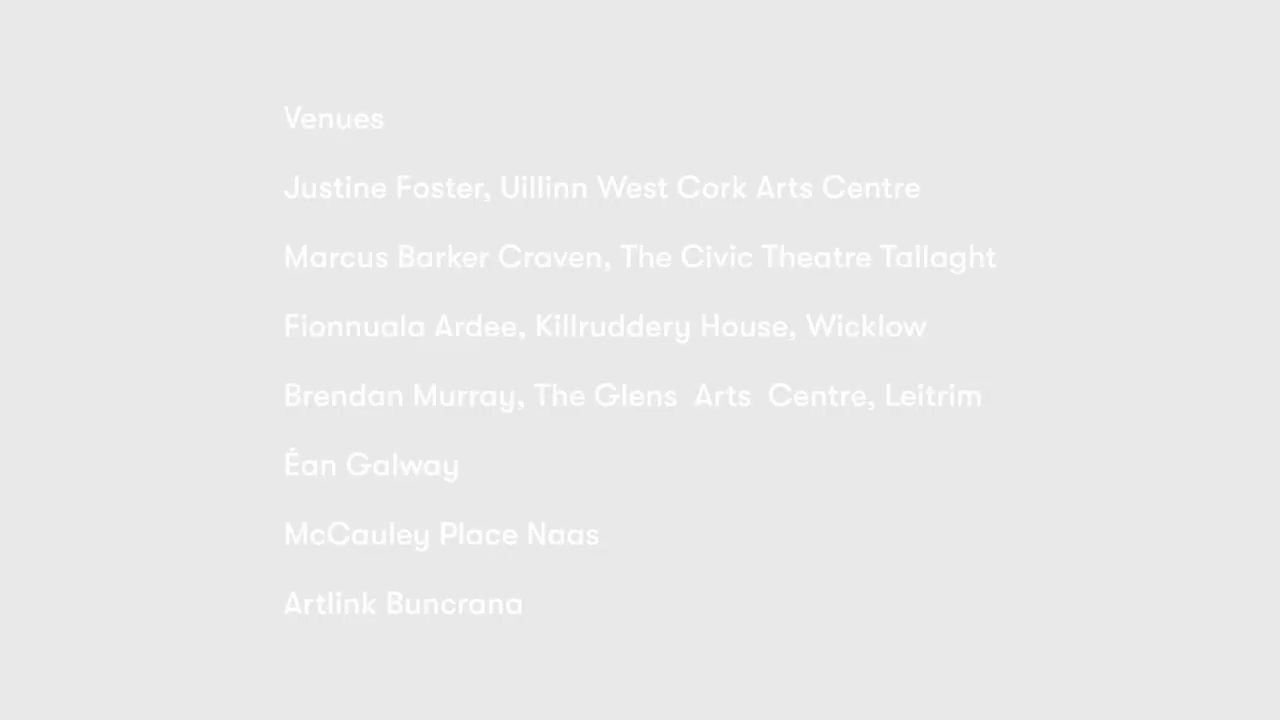 Venues
Justine Foster, Uillinn West Cork Arts Centre
Marcus Barker Craven, The Civic Theatre Tallaght
Fionnuala Ardee, Killruddery House, Wicklow
Brendan Murray, The Glens  Arts  Centre, Leitrim
Éan Galway
McCauley Place Naas
Artlink Buncrana